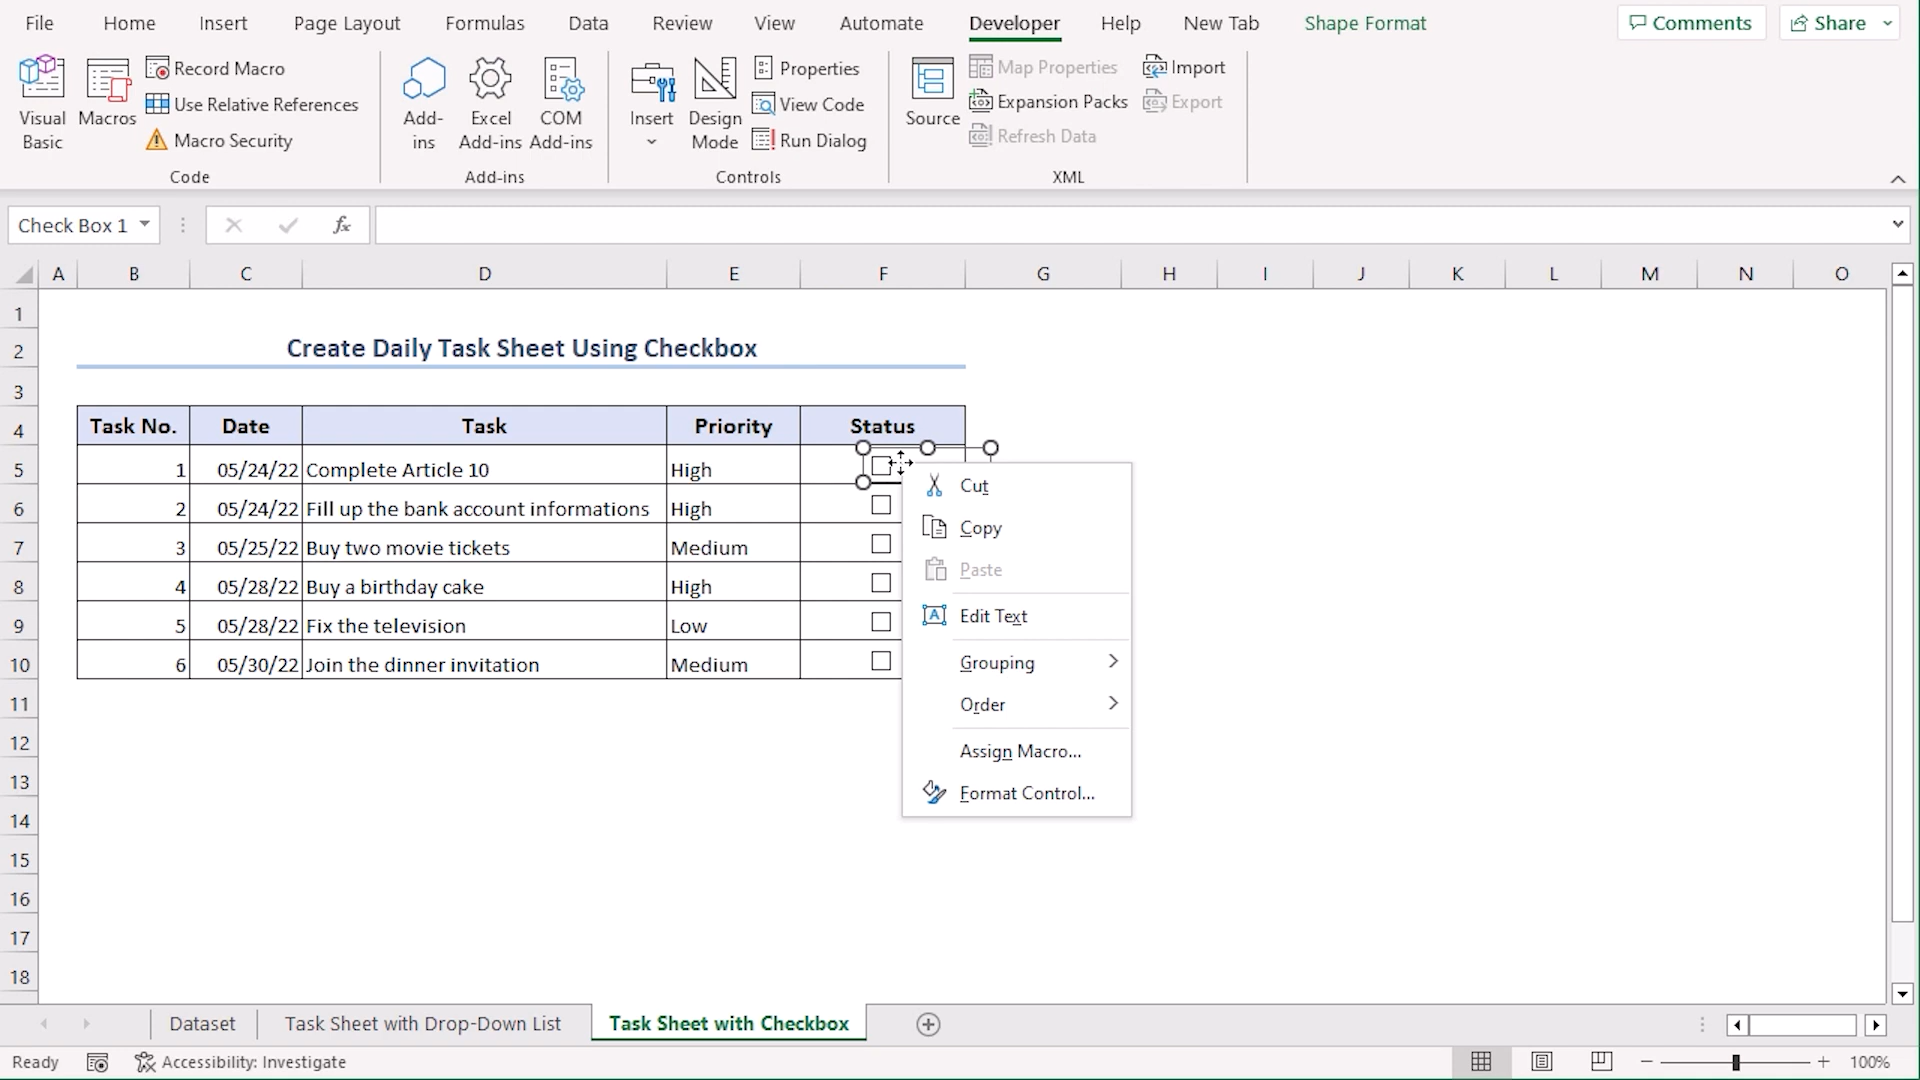 File Home Insert Page Layout Formulas Data Review View Automate Developer Help New Tab Shape Format Comments Share
Visual Basic
Macros
Record Macro
Use Relative References
Macro Security
Code
Add-ins
Excel Add-ins
COM Add-ins
Add-ins
Insert
Design Mode
Properties
View Code
Run Dialog
Controls
Source
Map Properties
Expansion Packs
Refresh Data
Import
Export
XML
Check Box 1 fx
A B C D E F G H I J K L M N O
1
2 Create Daily Task Sheet Using Checkbox
3
4 Task No. Date Task Priority Status
5 1 05/24/22 Complete Article 10 High
6 2 05/24/22 Fill up the bank account informations High
7 3 05/25/22 Buy two movie tickets Medium
8 4 05/28/22 Buy a birthday cake High
9 5 05/28/22 Fix the television Low
10 6 05/30/22 Join the dinner invitation Medium
11
12
13
14
15
16
17
18
Cut
Copy
Paste
Edit Text
Grouping
Order
Assign Macro...
Format Control...
Dataset Task Sheet with Drop-Down List Task Sheet with Checkbox
Ready Accessibility: Investigate 100%